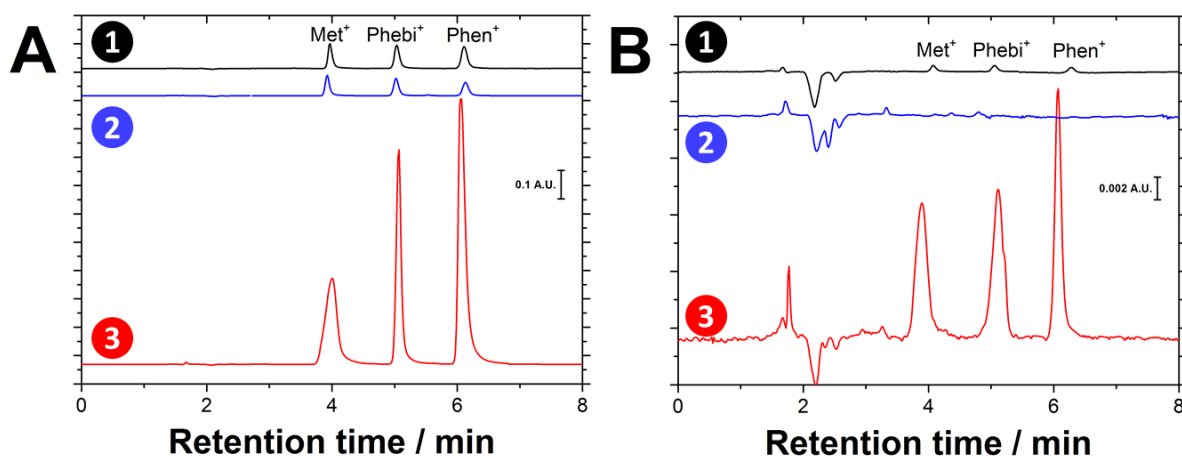 A
1
Met⁺ Phebi⁺ Phen⁺
2
0.1 A.U.
3
0 2 4 6 8
Retention time / min
B
1
Met⁺ Phebi⁺ Phen⁺
2
0.002 A.U.
3
0 2 4 6 8
Retention time / min